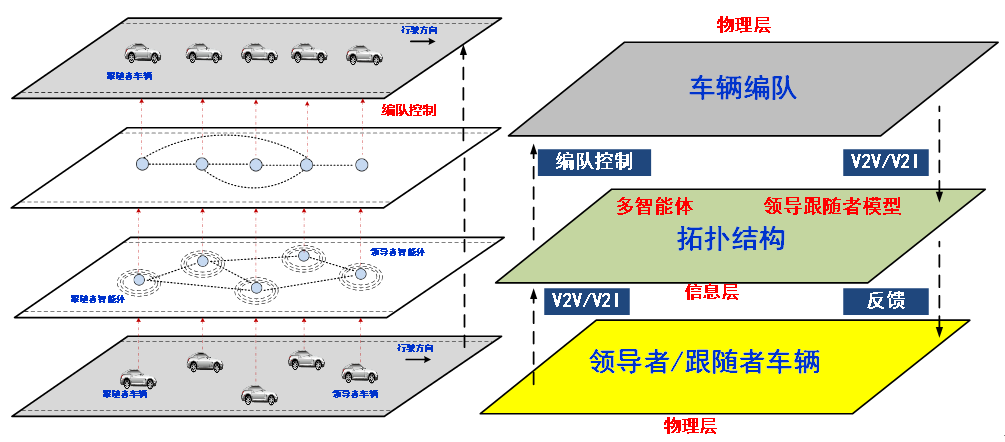 行驶方向
跟随者车辆
编队控制
领导者智能体
跟随者智能体
行驶方向
跟随者车辆
领导者车辆
物理层
车辆编队
编队控制
V2V/V2I
多智能体
领导跟随者模型
拓扑结构
信息层
V2V/V2I
反馈
领导者/跟随者车辆
物理层